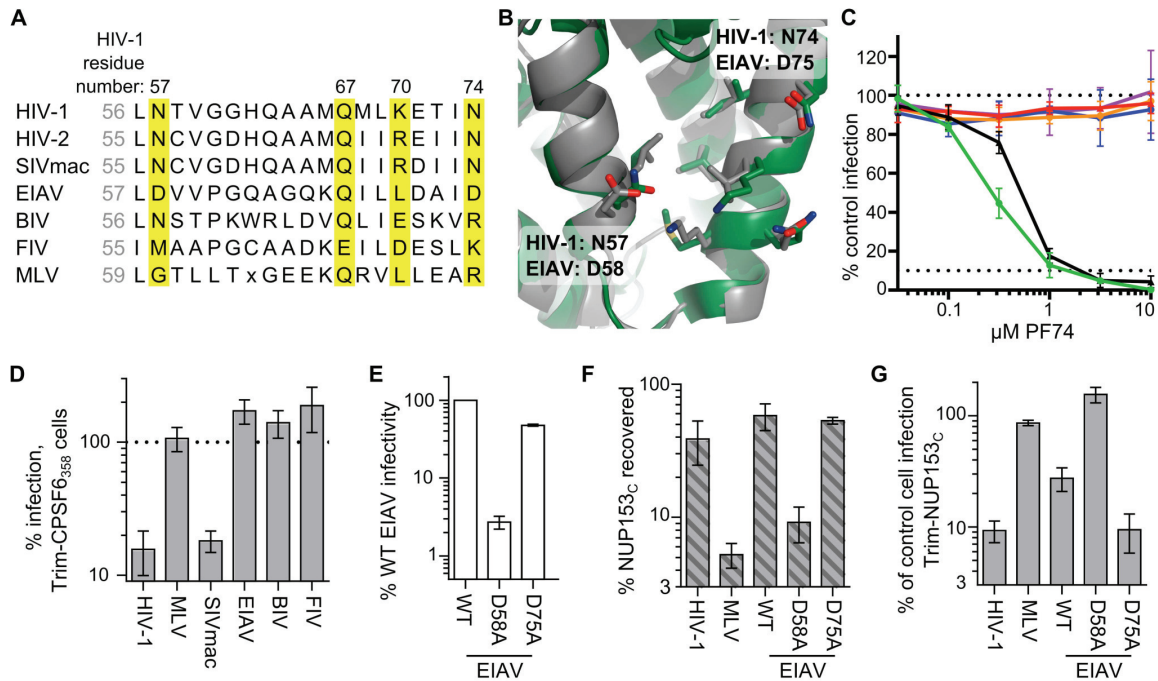 A
HIV-1
residue
number: 57 67 70 74
HIV-1 56 L N T V G G H Q A A M Q M L K E T I N
HIV-2 55 L N C V G D H Q A A M Q I I R E I I N
SIVmac 55 L N C V G D H Q A A M Q I I R D I I N
EIAV 57 L D V V P G Q A G Q K Q I L L D A I D
BIV 56 L N S T P K W R L D V Q L I E S K V R
FIV 55 I M A A P G C A A D K E I L D E S L K
MLV 59 L G T L L T x G E E K Q R V L L E A R
B
HIV-1: N74
EIAV: D75
HIV-1: N57
EIAV: D58
C
% control infection
120
100
80
60
40
20
0
0.1 1 10
µM PF74
D
% infection,
Trim-CPSF6358 cells
100
10
HIV-1
MLV
SIVmac
EIAV
BIV
FIV
E
% WT EIAV infectivity
100
10
1
WT
D58A
D75A
EIAV
F
% NUP153C recovered
100
10
3
HIV-1
MLV
WT
D58A
D75A
EIAV
G
% of control cell infection
Trim-NUP153C
100
10
3
HIV-1
MLV
WT
D58A
D75A
EIAV